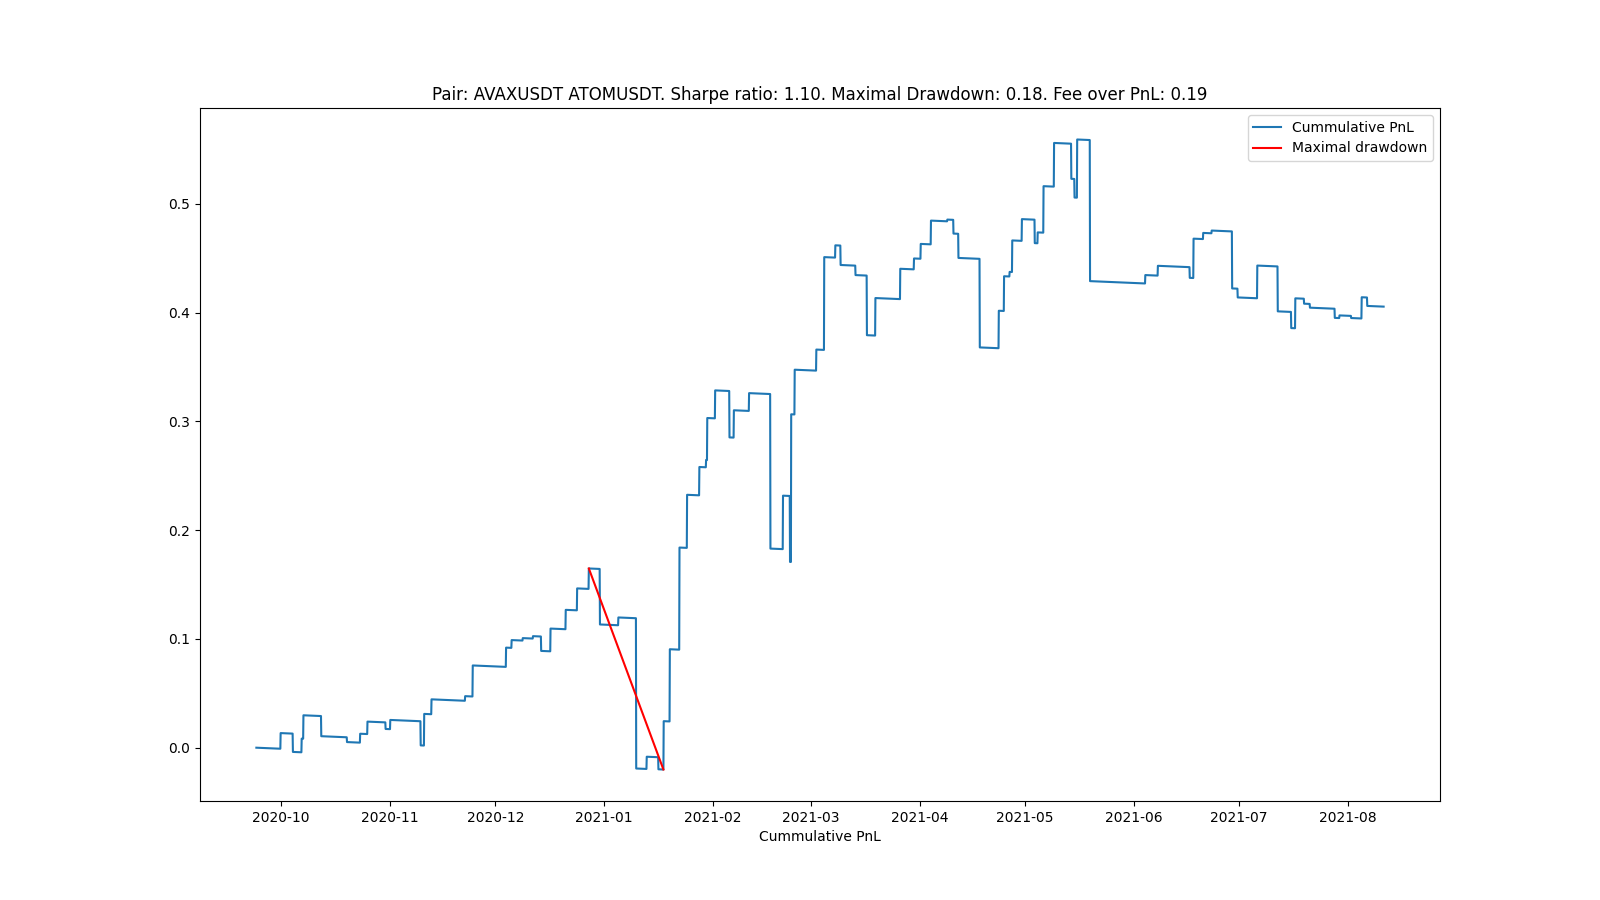 Pair: AVAXUSDT ATOMUSDT. Sharpe ratio: 1.10. Maximal Drawdown: 0.18. Fee over PnL: 0.19
Cummulative PnL
Maximal drawdown
0.5
0.4
0.3
0.2
0.1
0.0
2020-10 2020-11 2020-12 2021-01 2021-02 2021-03 2021-04 2021-05 2021-06 2021-07 2021-08
Cummulative PnL